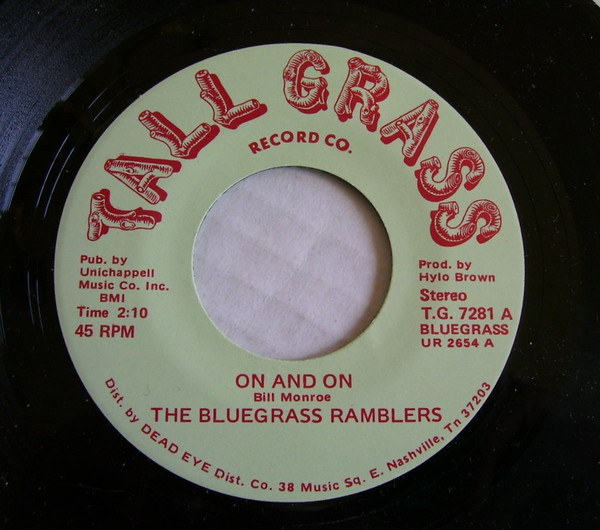 TALL GRASS
RECORD CO.
Pub. by
Unichappell
Music Co. Inc.
BMI
Time 2:10
45 RPM
Prod. by
Hylo Brown
Stereo
T.G. 7281 A
BLUEGRASS
UR 2654 A
ON AND ON
Bill Monroe
THE BLUEGRASS RAMBLERS
Dist. by DEAD EYE Dist. Co. 38 Music Sq. E. Nashville, Tn 37203